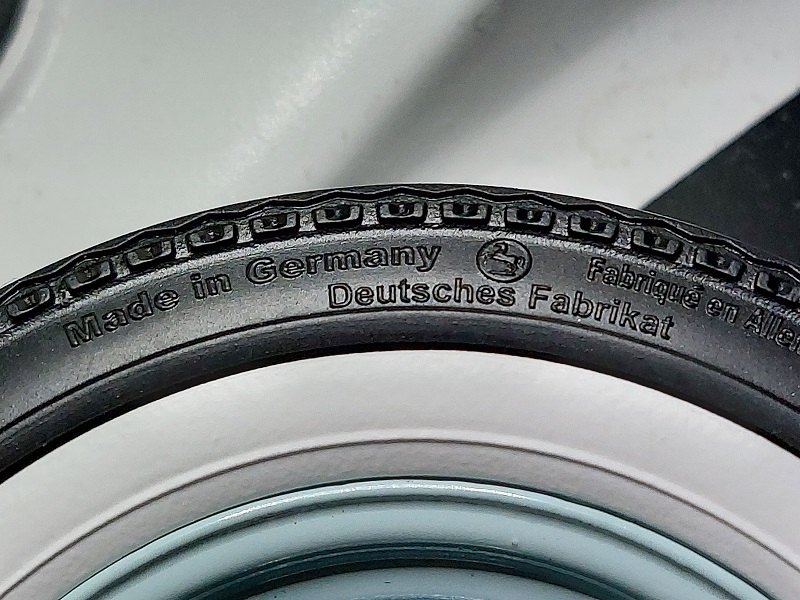 Made in Germany
Deutsches Fabrikat
Fabriqué en